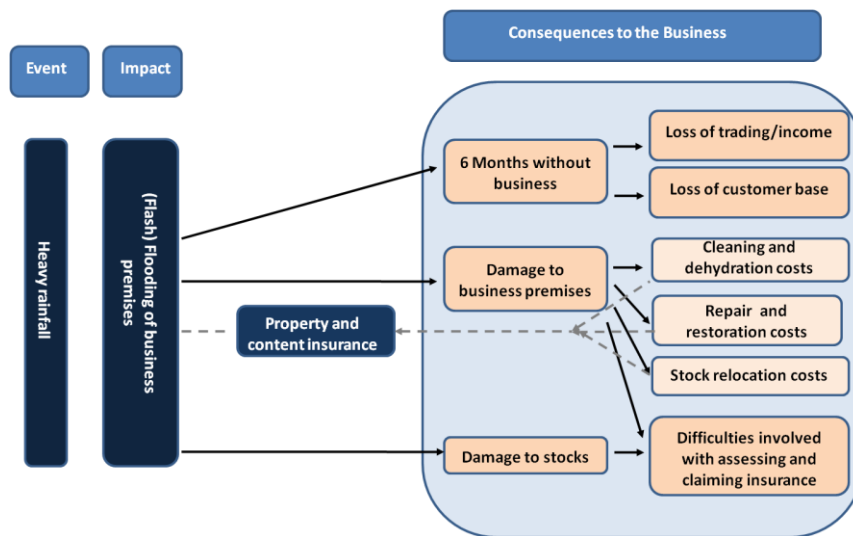 Consequences to the Business
Event
Impact
Heavy rainfall
(Flash) Flooding of business
premises
6 Months without
business
Loss of trading/income
Loss of customer base
Damage to
business premises
Cleaning and
dehydration costs
Property and
content insurance
Repair and
restoration costs
Stock relocation costs
Damage to stocks
Difficulties involved
with assessing and
claiming insurance